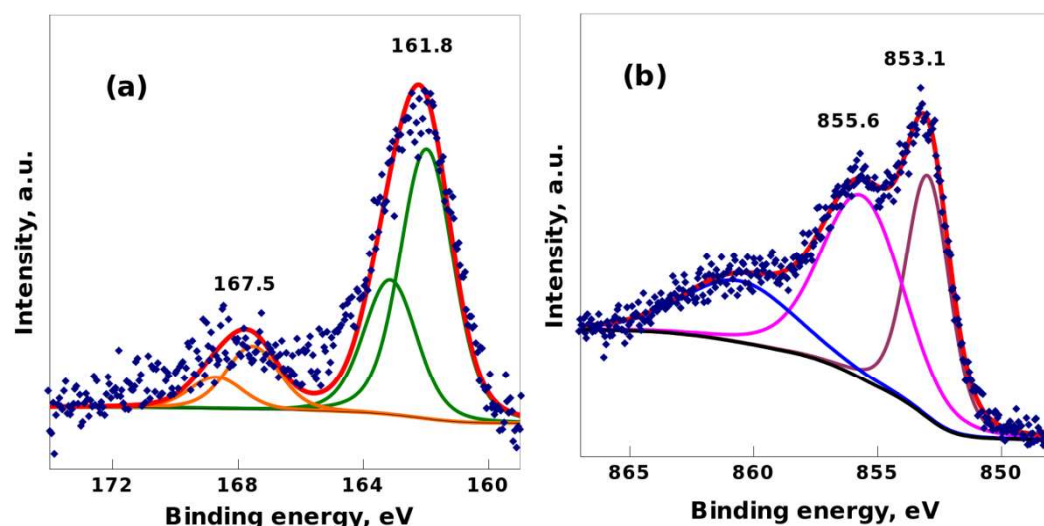 (a)
161.8
167.5
Intensity, a.u.
172
168
164
160
Binding energy, eV
(b)
853.1
855.6
Intensity, a.u.
865
860
855
850
Binding energy, eV